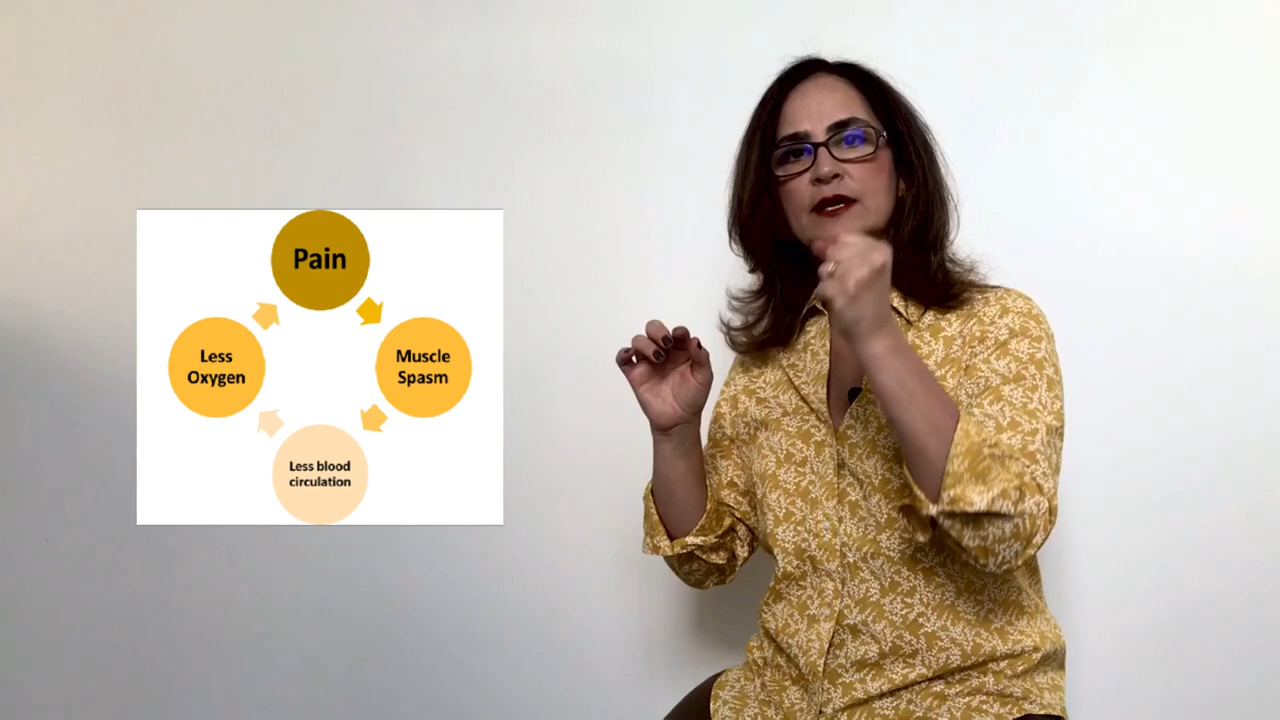 Pain
Less
Oxygen
Muscle
Spasm
Less blood
circulation